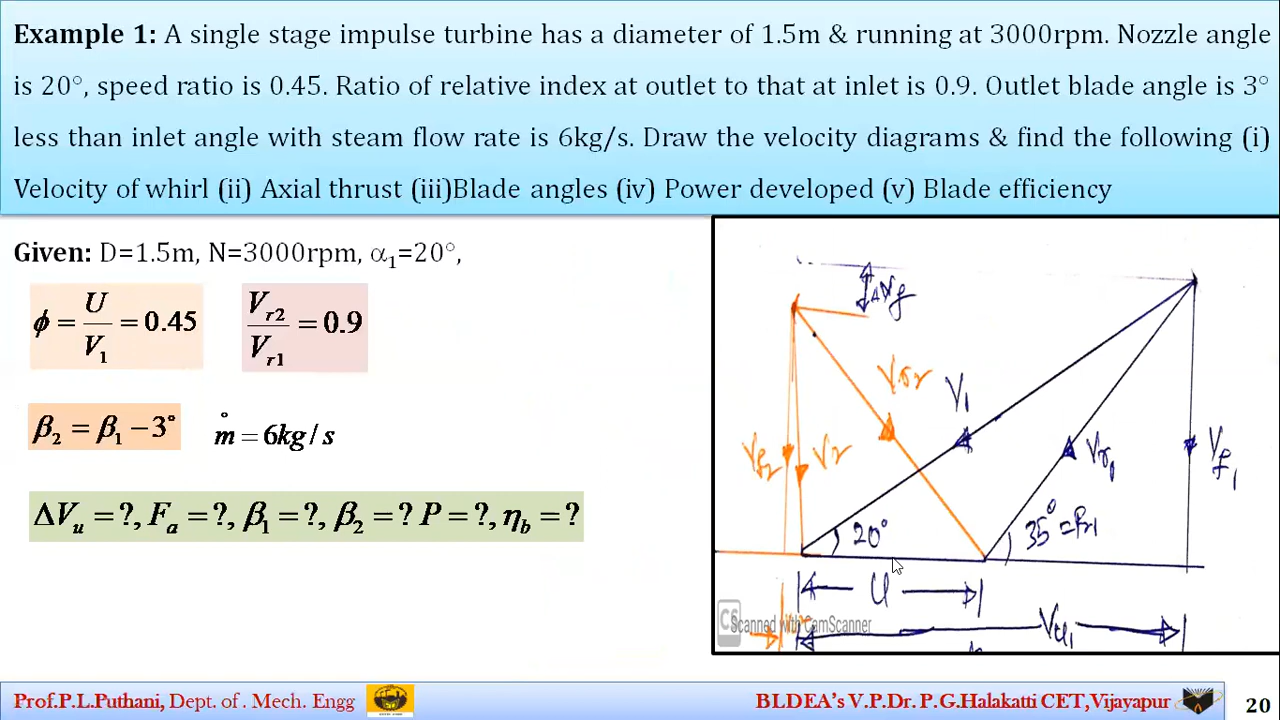 Example 1: A single stage impulse turbine has a diameter of 1.5m & running at 3000rpm. Nozzle angle
is 20°, speed ratio is 0.45. Ratio of relative index at outlet to that at inlet is 0.9. Outlet blade angle is 3°
less than inlet angle with steam flow rate is 6kg/s. Draw the velocity diagrams & find the following (i)
Velocity of whirl (ii) Axial thrust (iii)Blade angles (iv) Power developed (v) Blade efficiency
Given: D=1.5m, N=3000rpm, α₁=20°,
ϕ = U/V₁ = 0.45
Vr2/Vr1 = 0.9
β₂ = β₁ − 3°
ṁ = 6kg/s
ΔVu = ?, Fa = ?, β₁ = ?, β₂ = ? P = ?, ηb = ?
ΔVf
Vr2
V1
Vf2
V2
Vr1
Vf1
20°
35° = β1
U
Vu1
CS
Scanned with CamScanner
Prof.P.L.Puthani, Dept. of . Mech. Engg
BLDEA's V.P.Dr. P.G.Halakatti CET,Vijayapur
20